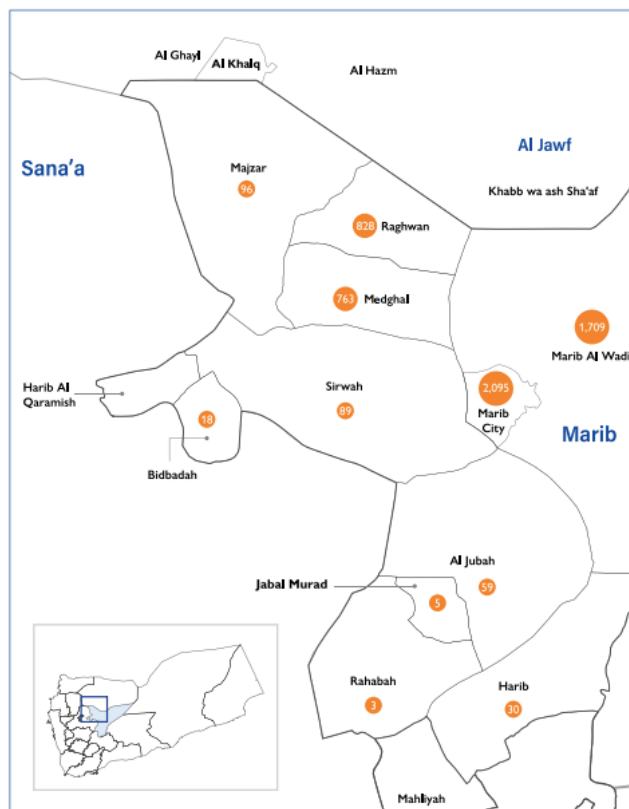 Al Ghayl
Al Khalq
Al Hazm
Al Jawf
Sana'a
Majzar
96
Khabb wa ash Sha'af
828
Raghwan
763
Medghal
1,709
Marib Al Wadi
Harib Al
Qaramish
Sirwah
89
2,095
Marib
City
18
Marib
Bidbadah
Al Jubah
59
Jabal Murad
5
Rahabah
3
Harib
30
Mahliyah